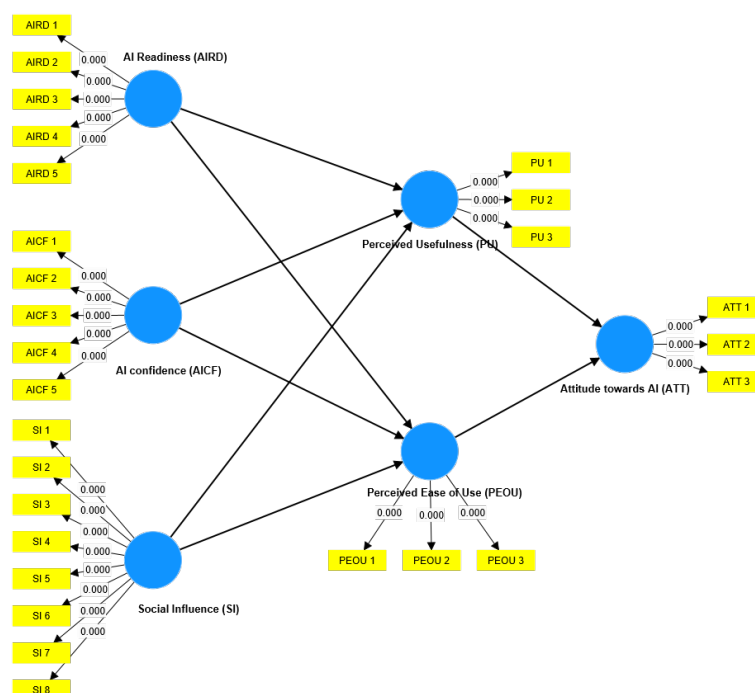 AIRD 1
AI Readiness (AIRD)
0.000
AIRD 2
0.000
AIRD 3
0.000
0.000
AIRD 4
0.000
AIRD 5
PU 1
0.000
0.000
PU 2
0.000
PU 3
Perceived Usefulness (PU)
AICF 1
0.000
AICF 2
0.000
AICF 3
0.000
0.000
AICF 4
0.000
AICF 5
AI confidence (AICF)
ATT 1
0.000
0.000
ATT 2
0.000
ATT 3
Attitude towards AI (ATT)
SI 1
SI 2
0.000
0.000
SI 3
0.000
SI 4
0.000
0.000
SI 5
0.000
SI 6
0.000
0.000
SI 7
SI 8
Social Influence (SI)
Perceived Ease of Use (PEOU)
0.000
0.000
0.000
PEOU 1
PEOU 2
PEOU 3